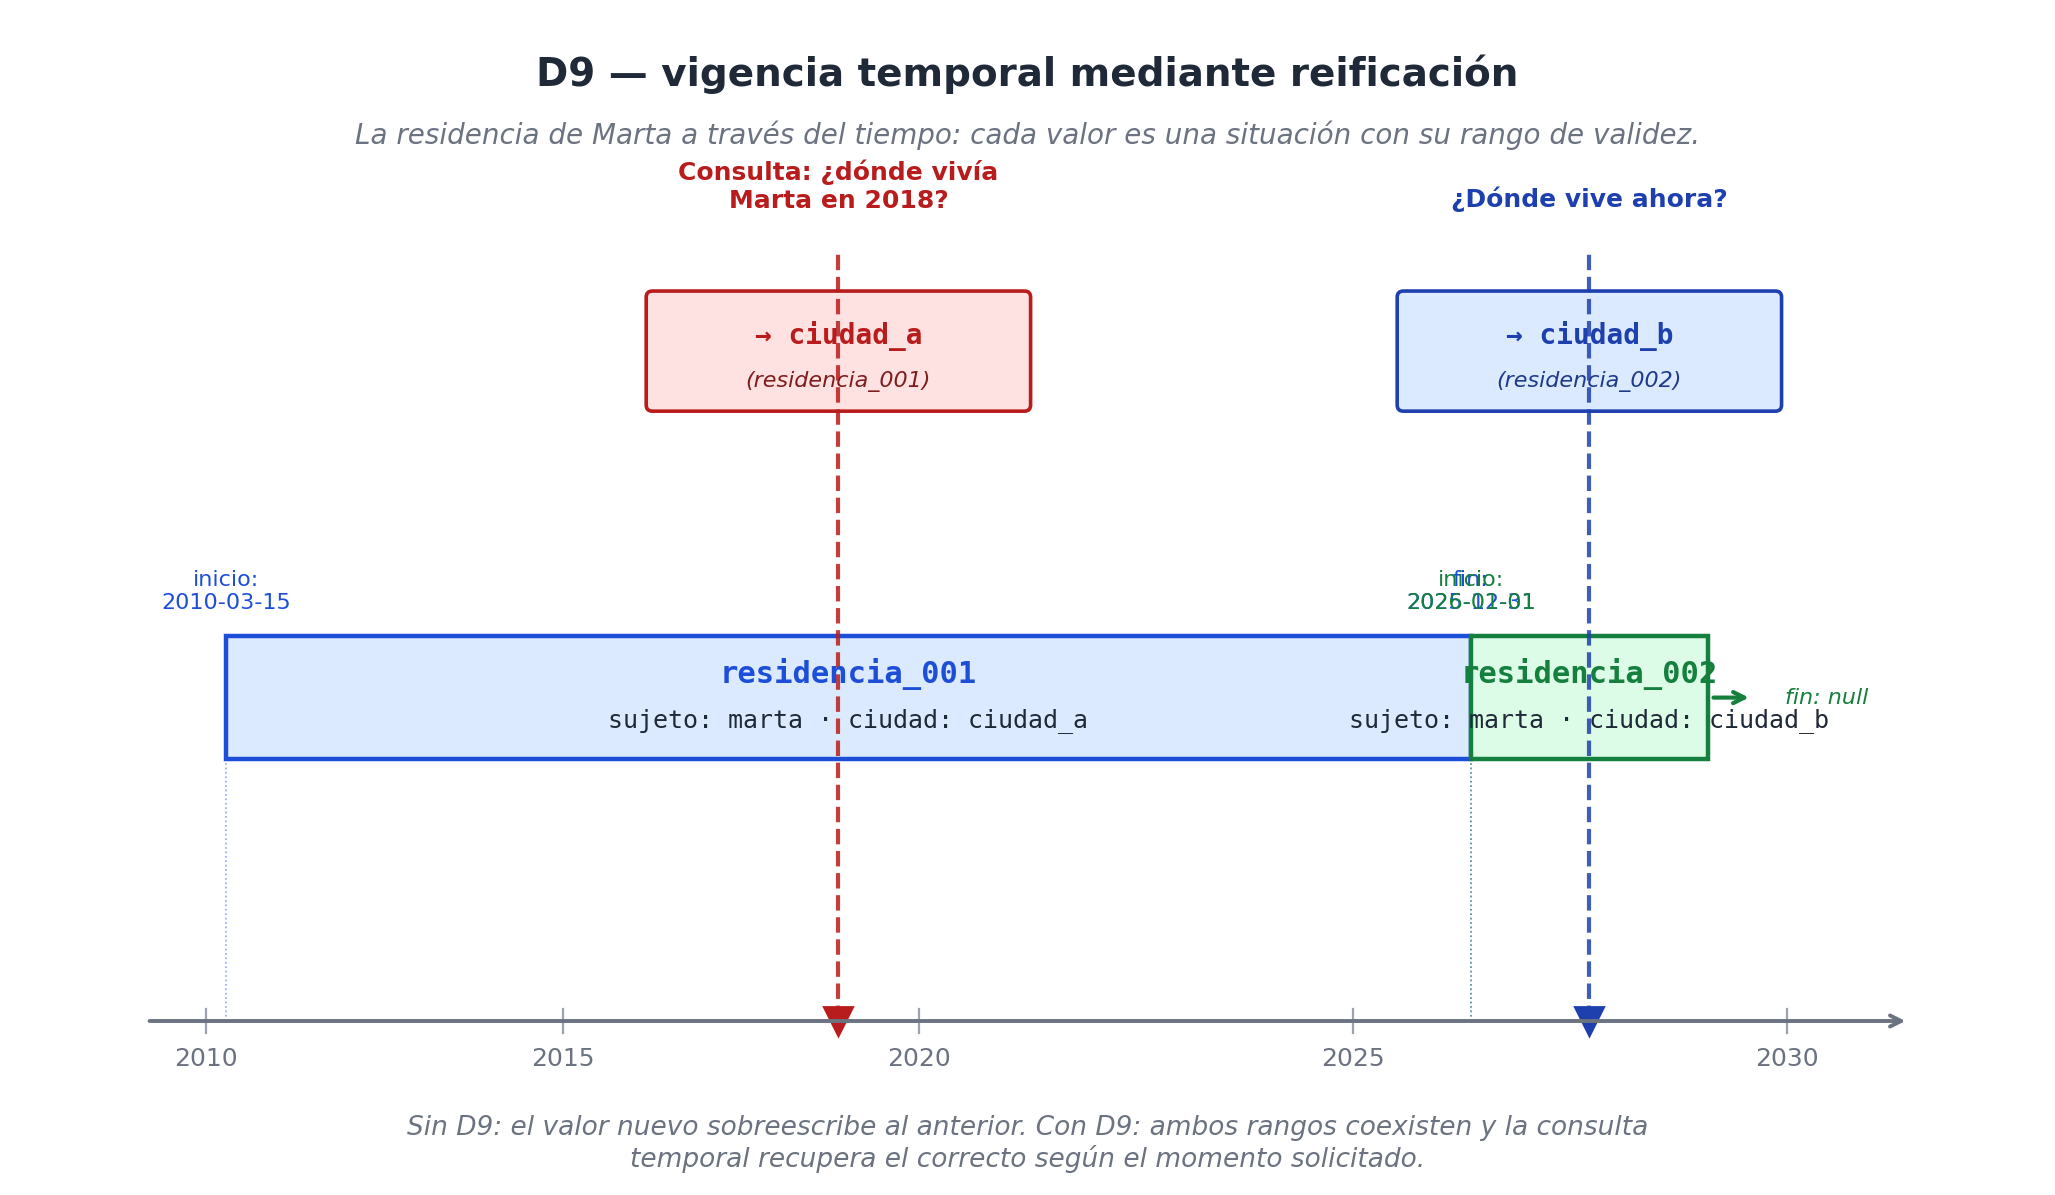 D9 — vigencia temporal mediante reificación
La residencia de Marta a través del tiempo: cada valor es una situación con su rango de validez.
Consulta: ¿dónde vivía
Marta en 2018?
¿Dónde vive ahora?
→ ciudad_a
(residencia_001)
→ ciudad_b
(residencia_002)
inicio:
2010-03-15
inicio:
fin:
residencia_001
sujeto: marta · ciudad: ciudad_a
residencia_002
sujeto: marta · ciudad: ciudad_b
fin: null
2010
2015
2020
2025
2030
Sin D9: el valor nuevo sobreescribe al anterior. Con D9: ambos rangos coexisten y la consulta
temporal recupera el correcto según el momento solicitado.